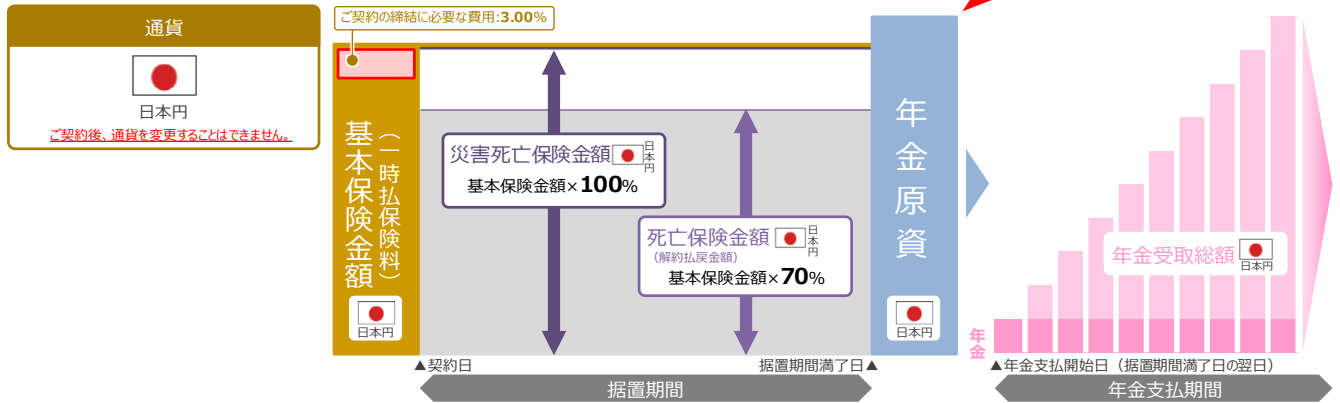 通貨
日本円
ご契約後、通貨を変更することはできません。
ご契約の締結に必要な費用:3.00%
基本保険金額
（一時払保険料）
日本円
災害死亡保険金額
日本円
基本保険金額×100%
死亡保険金額
日本円
（解約払戻金額）
基本保険金額×70%
年金原資
日本円
年金受取総額
日本円
年金
▲契約日
据置期間満了日▲
▲年金支払開始日（据置期間満了日の翌日）
据置期間
年金支払期間